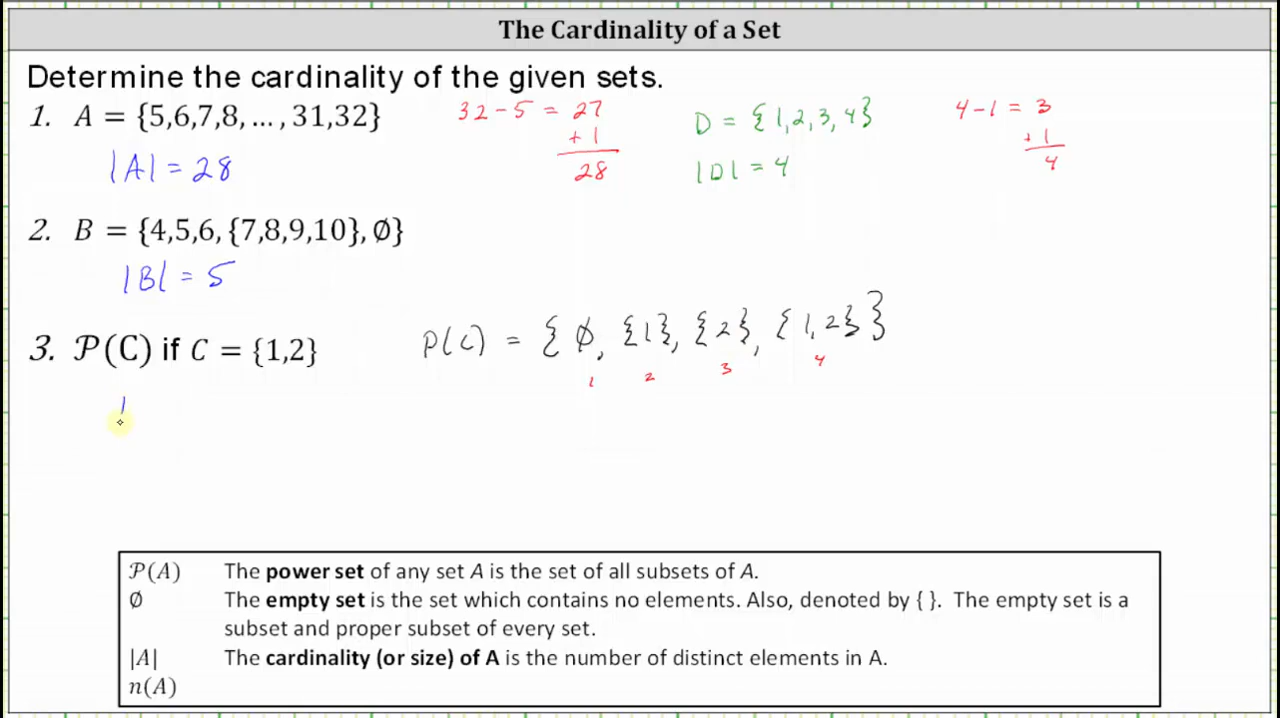 The Cardinality of a Set
Determine the cardinality of the given sets.
1. A = {5,6,7,8, … , 31,32}
32 - 5 = 27
+ 1
28
D = {1, 2, 3, 4}
4 - 1 = 3
+ 1
4
|A| = 28
|D| = 4
2. B = {4,5,6, {7,8,9,10}, ∅}
|B| = 5
3. 𝒫(C) if C = {1,2}
P(C) = { ∅, {1}, {2}, {1, 2} }
1 2 3 4
|
𝒫(A) The power set of any set A is the set of all subsets of A.
∅ The empty set is the set which contains no elements. Also, denoted by { }. The empty set is a
subset and proper subset of every set.
|A| The cardinality (or size) of A is the number of distinct elements in A.
n(A)